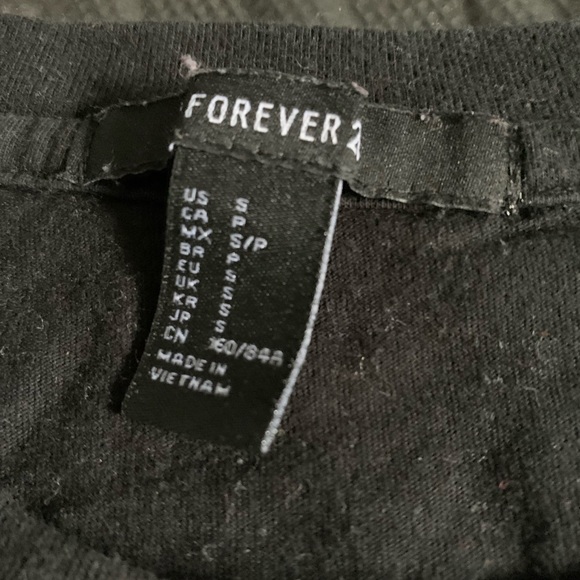 FOREVER 2
US S
CA P
MX S/P
BR P
EU S
UK S
KR S
JP S
CN 160/84A
MADE IN
VIETNAM